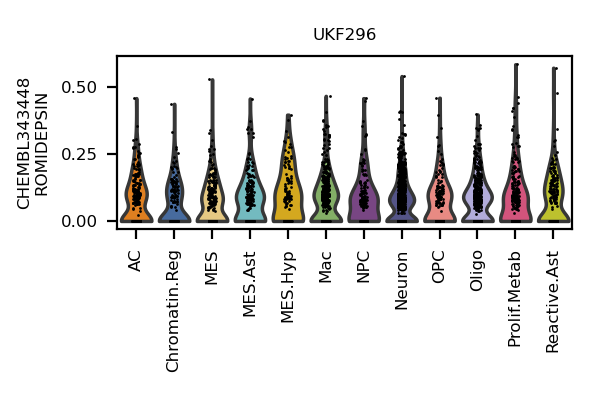 UKF296
CHEMBL343448
ROMIDEPSIN
0.50
0.25
0.00
AC
Chromatin.Reg
MES
MES.Ast
MES.Hyp
Mac
NPC
Neuron
OPC
Oligo
Prolif.Metab
Reactive.Ast